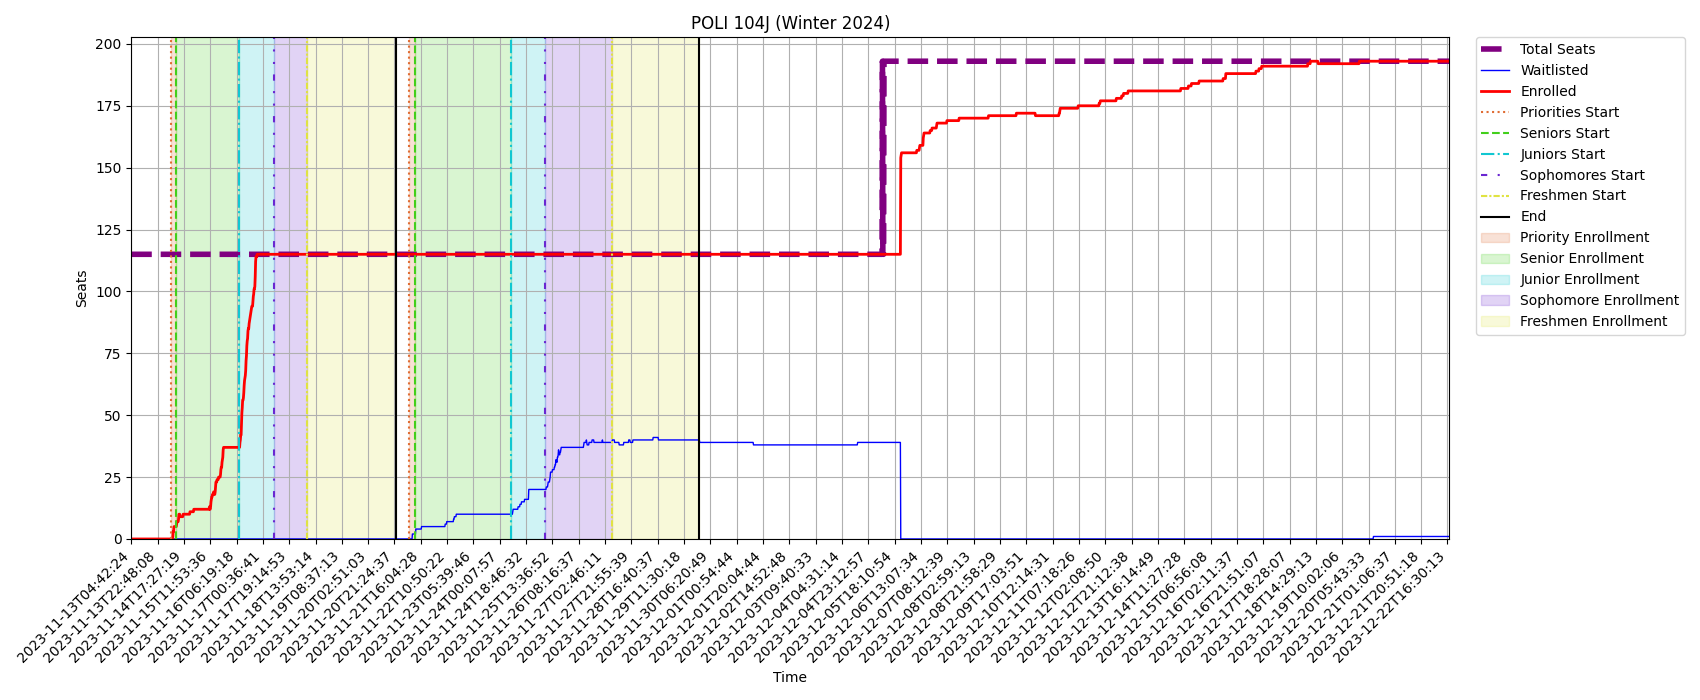 POLI 104J (Winter 2024)
200
175
150
125
100
75
50
25
0
Seats
2023-11-13T04:42:24
2023-11-13T22:48:08
2023-11-14T17:27:19
2023-11-15T11:53:36
2023-11-16T06:19:18
2023-11-17T00:36:41
2023-11-17T19:14:53
2023-11-18T13:53:14
2023-11-19T08:37:13
2023-11-20T02:51:03
2023-11-20T21:24:37
2023-11-21T16:04:28
2023-11-22T10:50:22
2023-11-23T05:39:46
2023-11-24T00:07:57
2023-11-24T18:46:32
2023-11-25T13:36:52
2023-11-26T08:16:37
2023-11-27T02:46:11
2023-11-27T21:55:39
2023-11-28T16:40:37
2023-11-29T11:30:18
2023-11-30T06:20:49
2023-12-01T00:54:44
2023-12-01T20:04:44
2023-12-02T14:52:48
2023-12-03T09:40:33
2023-12-04T04:31:14
2023-12-04T23:12:57
2023-12-05T18:10:54
2023-12-06T13:07:34
2023-12-07T08:12:39
2023-12-08T02:59:13
2023-12-08T21:58:29
2023-12-09T17:03:51
2023-12-10T12:14:31
2023-12-11T07:18:26
2023-12-12T02:08:50
2023-12-12T21:12:38
2023-12-13T16:14:49
2023-12-14T11:27:28
2023-12-15T06:56:08
2023-12-16T02:11:37
2023-12-16T21:51:07
2023-12-17T18:28:07
2023-12-18T14:29:13
2023-12-19T10:02:06
2023-12-20T05:43:33
2023-12-21T01:06:37
2023-12-21T20:51:18
2023-12-22T16:30:13
Time
Total Seats
Waitlisted
Enrolled
Priorities Start
Seniors Start
Juniors Start
Sophomores Start
Freshmen Start
End
Priority Enrollment
Senior Enrollment
Junior Enrollment
Sophomore Enrollment
Freshmen Enrollment